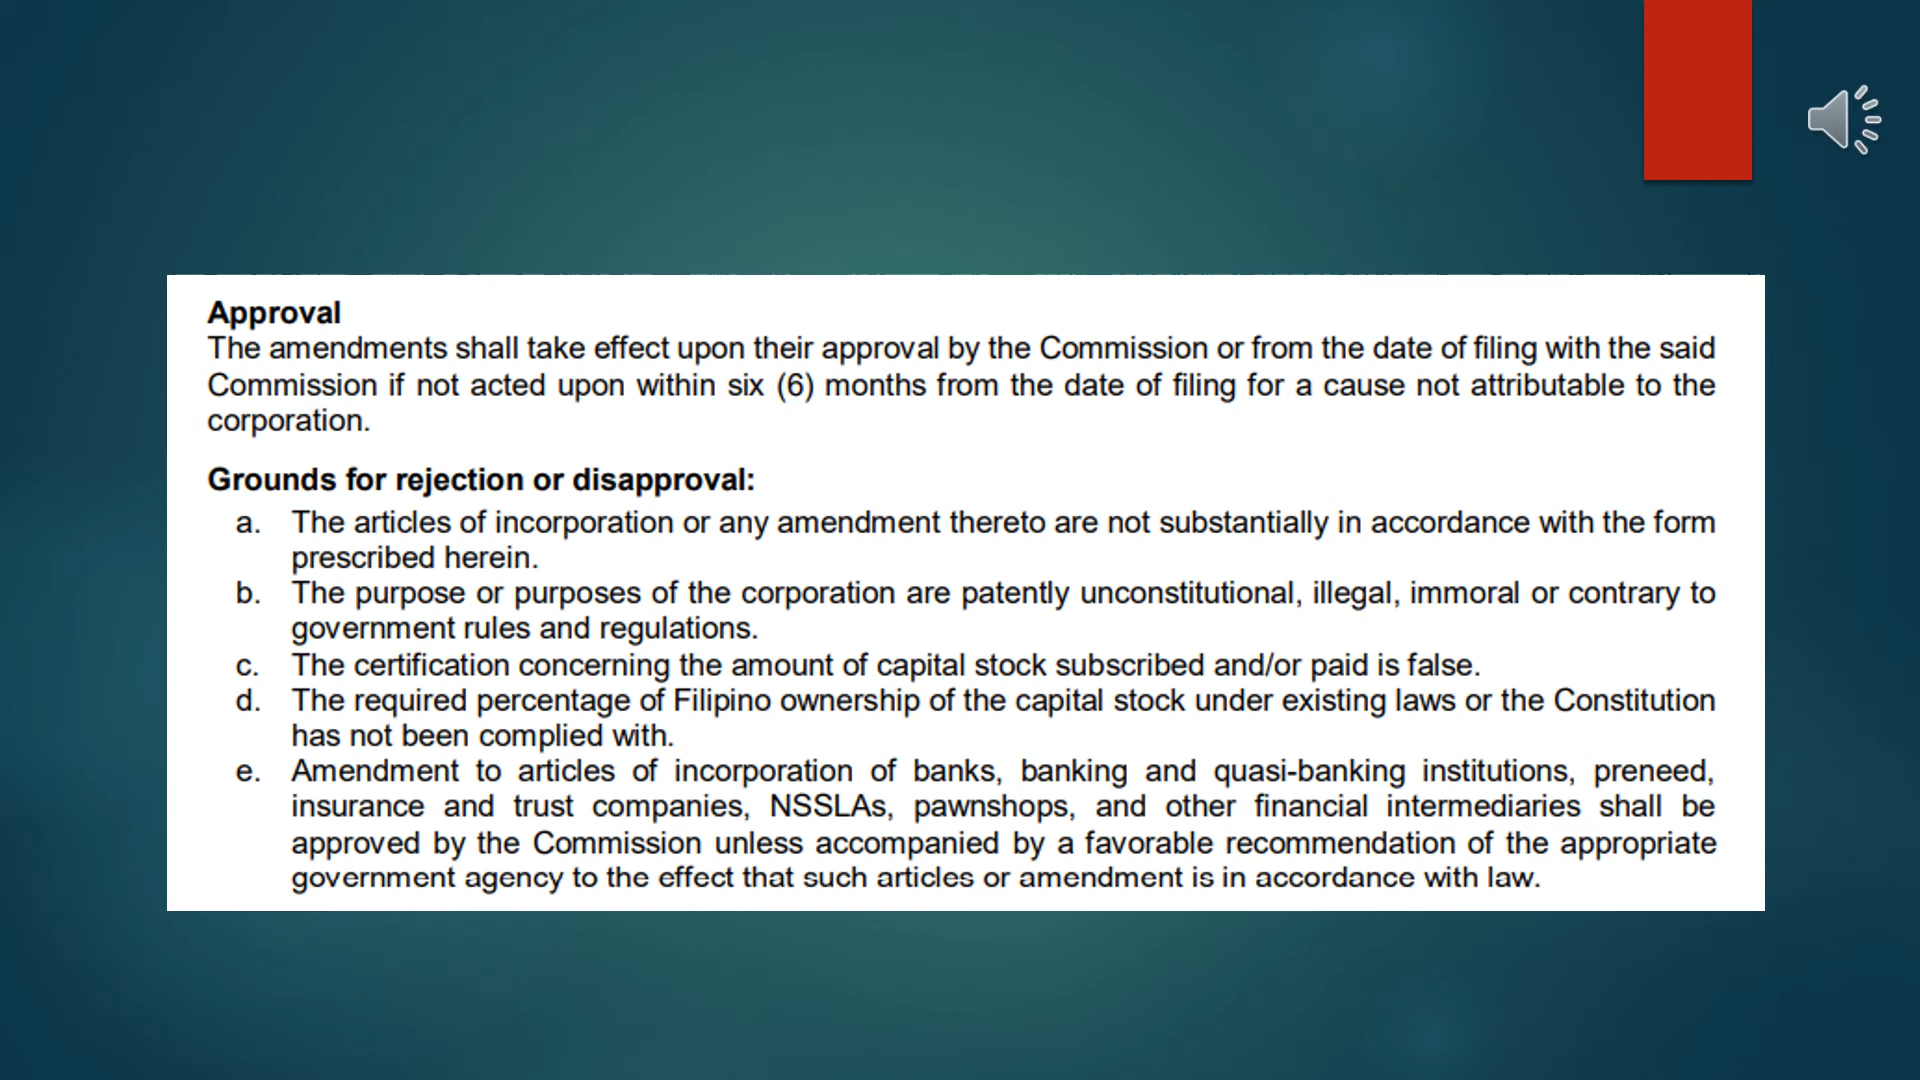 Approval
The amendments shall take effect upon their approval by the Commission or from the date of filing with the said
Commission if not acted upon within six (6) months from the date of filing for a cause not attributable to the
corporation.
Grounds for rejection or disapproval:
a. The articles of incorporation or any amendment thereto are not substantially in accordance with the form
prescribed herein.
b. The purpose or purposes of the corporation are patently unconstitutional, illegal, immoral or contrary to
government rules and regulations.
c. The certification concerning the amount of capital stock subscribed and/or paid is false.
d. The required percentage of Filipino ownership of the capital stock under existing laws or the Constitution
has not been complied with.
e. Amendment to articles of incorporation of banks, banking and quasi-banking institutions, preneed,
insurance and trust companies, NSSLAs, pawnshops, and other financial intermediaries shall be
approved by the Commission unless accompanied by a favorable recommendation of the appropriate
government agency to the effect that such articles or amendment is in accordance with law.